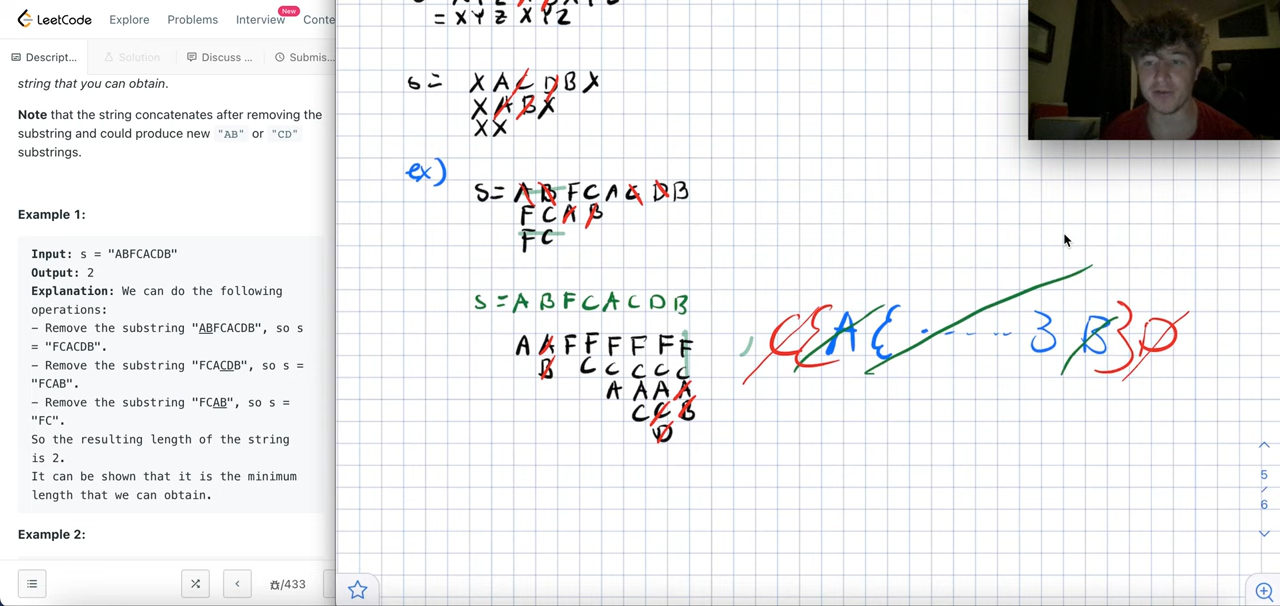 LeetCode Explore Problems Interview New Conte
Descript... Solution Discuss ... Submis...
string that you can obtain.
Note that the string concatenates after removing the
substring and could produce new "AB" or "CD"
substrings.
Example 1:
Input: s = "ABFCACDB"
Output: 2
Explanation: We can do the following
operations:
- Remove the substring "ABFCACDB", so s
= "FCACDB".
- Remove the substring "FCACDB", so s =
"FCAB".
- Remove the substring "FCAB", so s =
"FC".
So the resulting length of the string
is 2.
It can be shown that it is the minimum
length that we can obtain.
Example 2:
/433
= X Y Z X Y Z
s = X A C D B X
X A B X
X X
ex)
S = A B F C A C D B
F C A B
F C
S = A B F C A C D B
A A F F F F F F
B C C C C C
A A A A
C C B
D
, C { A { ...... } B } D
5
/
6